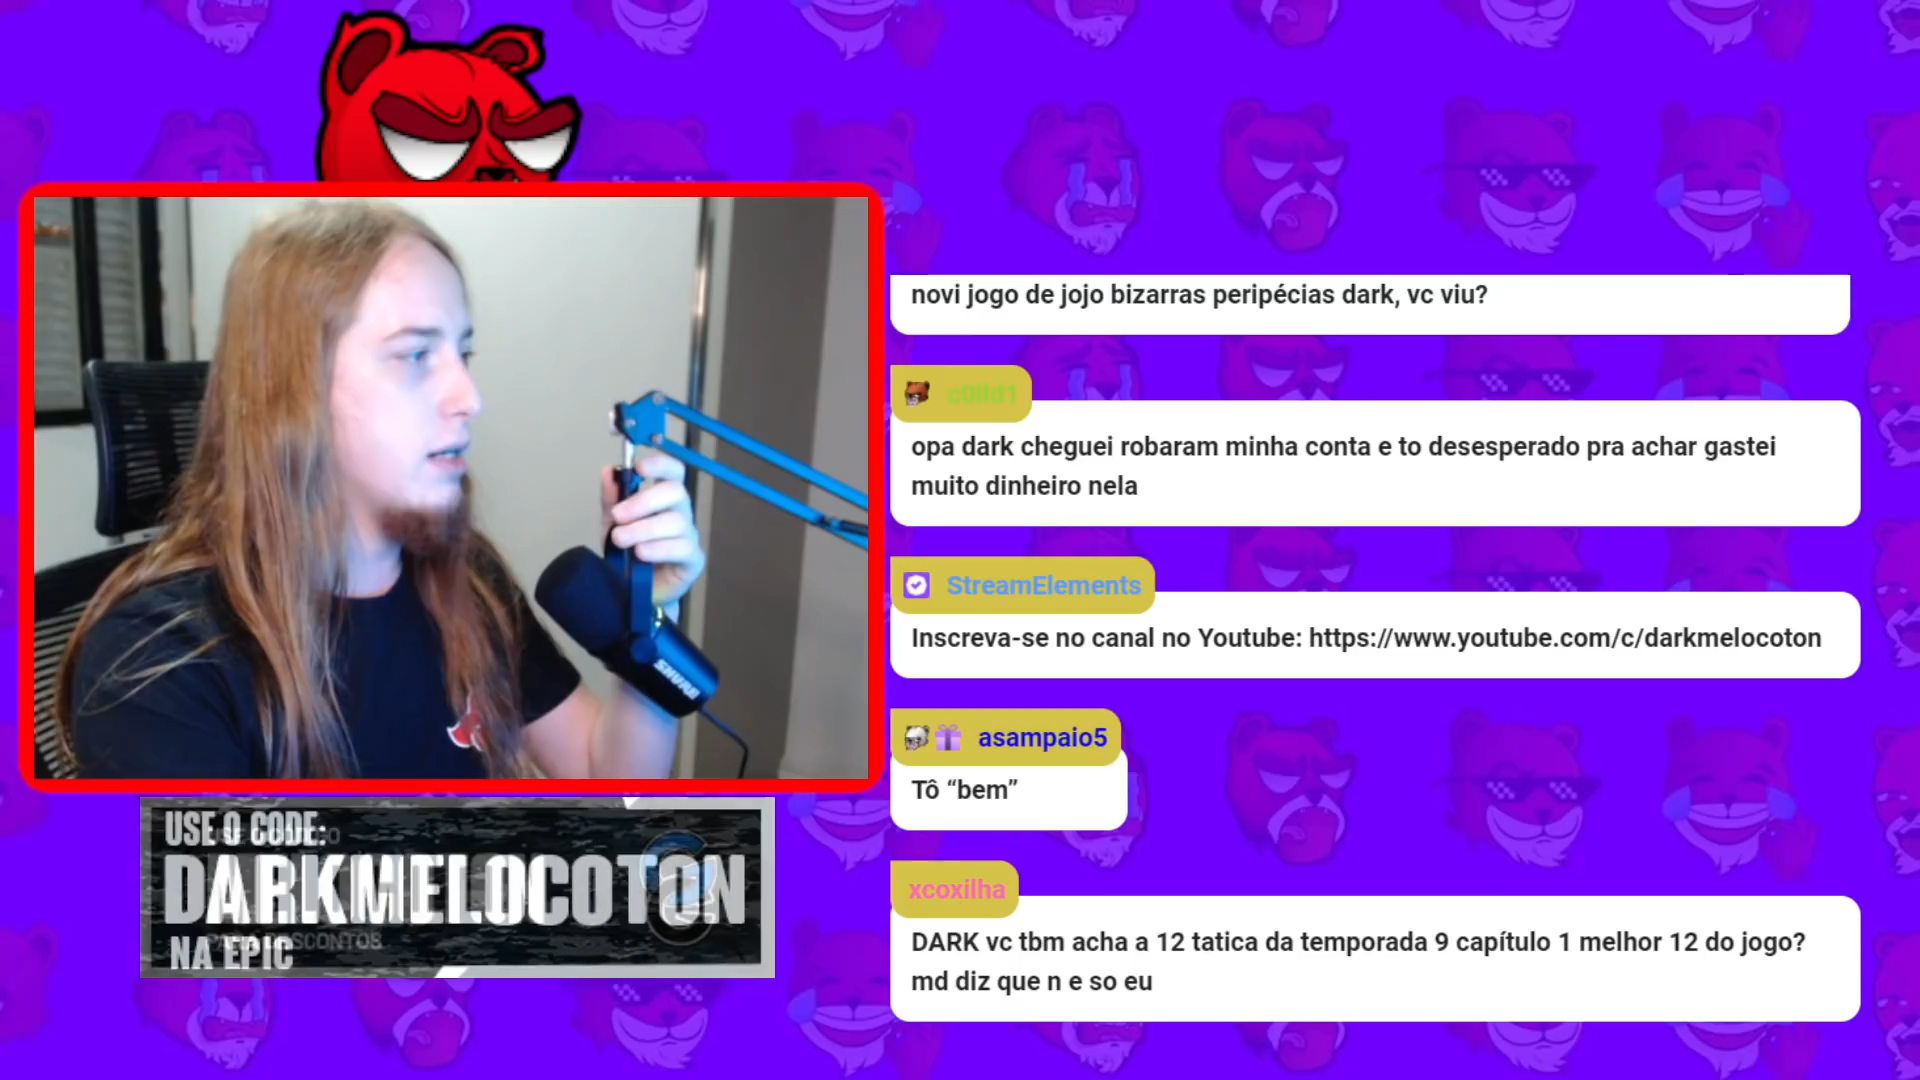 novi jogo de jojo bizarras peripécias dark, vc viu?
c0lld1
opa dark cheguei robaram minha conta e to desesperado pra achar gastei
muito dinheiro nela
StreamElements
Inscreva-se no canal no Youtube: https://www.youtube.com/c/darkmelocoton
asampaio5
Tô “bem”
xcoxilha
DARK vc tbm acha a 12 tatica da temporada 9 capítulo 1 melhor 12 do jogo?
md diz que n e so eu
SHURE
USE O CODE:
DARKMELOCOTON
NA EPIC